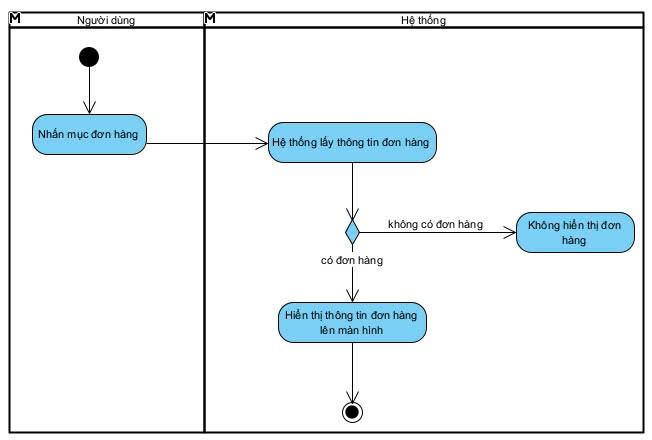 M Người dùng
M Hệ thống
Nhấn mục đơn hàng
Hệ thống lấy thông tin đơn hàng
không có đơn hàng
Không hiển thị đơn
hàng
có đơn hàng
Hiển thị thông tin đơn hàng
lên màn hình